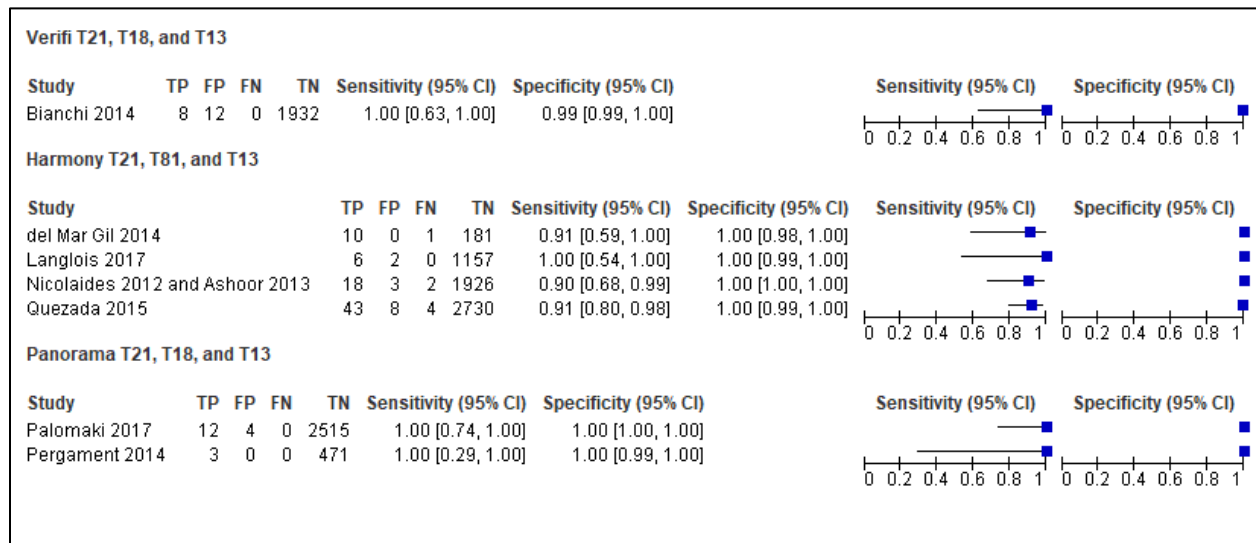 Verifi T21, T18, and T13
Study TP FP FN TN Sensitivity (95% CI) Specificity (95% CI) Sensitivity (95% CI) Specificity (95% CI)
Bianchi 2014 8 12 0 1932 1.00 [0.63, 1.00] 0.99 [0.99, 1.00]
0 0.2 0.4 0.6 0.8 1 0 0.2 0.4 0.6 0.8 1
Harmony T21, T81, and T13
Study TP FP FN TN Sensitivity (95% CI) Specificity (95% CI) Sensitivity (95% CI) Specificity (95% CI)
del Mar Gil 2014 10 0 1 181 0.91 [0.59, 1.00] 1.00 [0.98, 1.00]
Langlois 2017 6 2 0 1157 1.00 [0.54, 1.00] 1.00 [0.99, 1.00]
Nicolaides 2012 and Ashoor 2013 18 3 2 1926 0.90 [0.68, 0.99] 1.00 [1.00, 1.00]
Quezada 2015 43 8 4 2730 0.91 [0.80, 0.98] 1.00 [0.99, 1.00]
0 0.2 0.4 0.6 0.8 1 0 0.2 0.4 0.6 0.8 1
Panorama T21, T18, and T13
Study TP FP FN TN Sensitivity (95% CI) Specificity (95% CI) Sensitivity (95% CI) Specificity (95% CI)
Palomaki 2017 12 4 0 2515 1.00 [0.74, 1.00] 1.00 [1.00, 1.00]
Pergament 2014 3 0 0 471 1.00 [0.29, 1.00] 1.00 [0.99, 1.00]
0 0.2 0.4 0.6 0.8 1 0 0.2 0.4 0.6 0.8 1